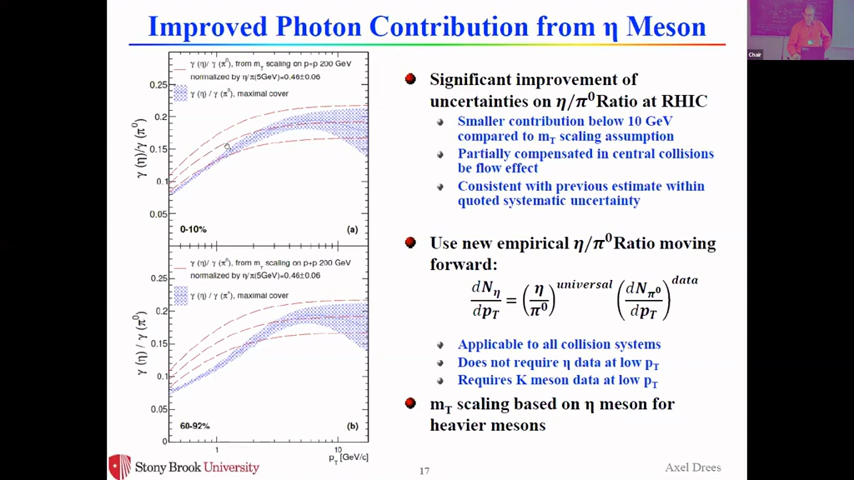 Improved Photon Contribution from η Meson
γ (η)/ γ (π⁰), from m_T scaling on p+p 200 GeV
normalized by η/π(5GeV)=0.46±0.06
γ (η) / γ (π⁰), maximal cover
γ (η)/γ (π⁰)
0.25
0.2
0.15
0.1
0.05
0-10%
(a)
γ (η)/ γ (π⁰), from m_T scaling on p+p 200 GeV
normalized by η/π(5GeV)=0.46±0.06
γ (η) / γ (π⁰), maximal cover
γ (η) / γ (π⁰)
0.25
0.2
0.15
0.1
0.05
0
60-92%
(b)
1
10
p_T [GeV/c]
Significant improvement of
uncertainties on η/π⁰Ratio at RHIC
Smaller contribution below 10 GeV
compared to m_T scaling assumption
Partially compensated in central collisions
be flow effect
Consistent with previous estimate within
quoted systematic uncertainty
Use new empirical η/π⁰Ratio moving
forward:
dN_η/dp_T = (η/π⁰)^universal (dN_π⁰/dp_T)^data
Applicable to all collision systems
Does not require η data at low p_T
Requires K meson data at low p_T
m_T scaling based on η meson for
heavier mesons
Stony Brook University
17
Axel Drees
Chair